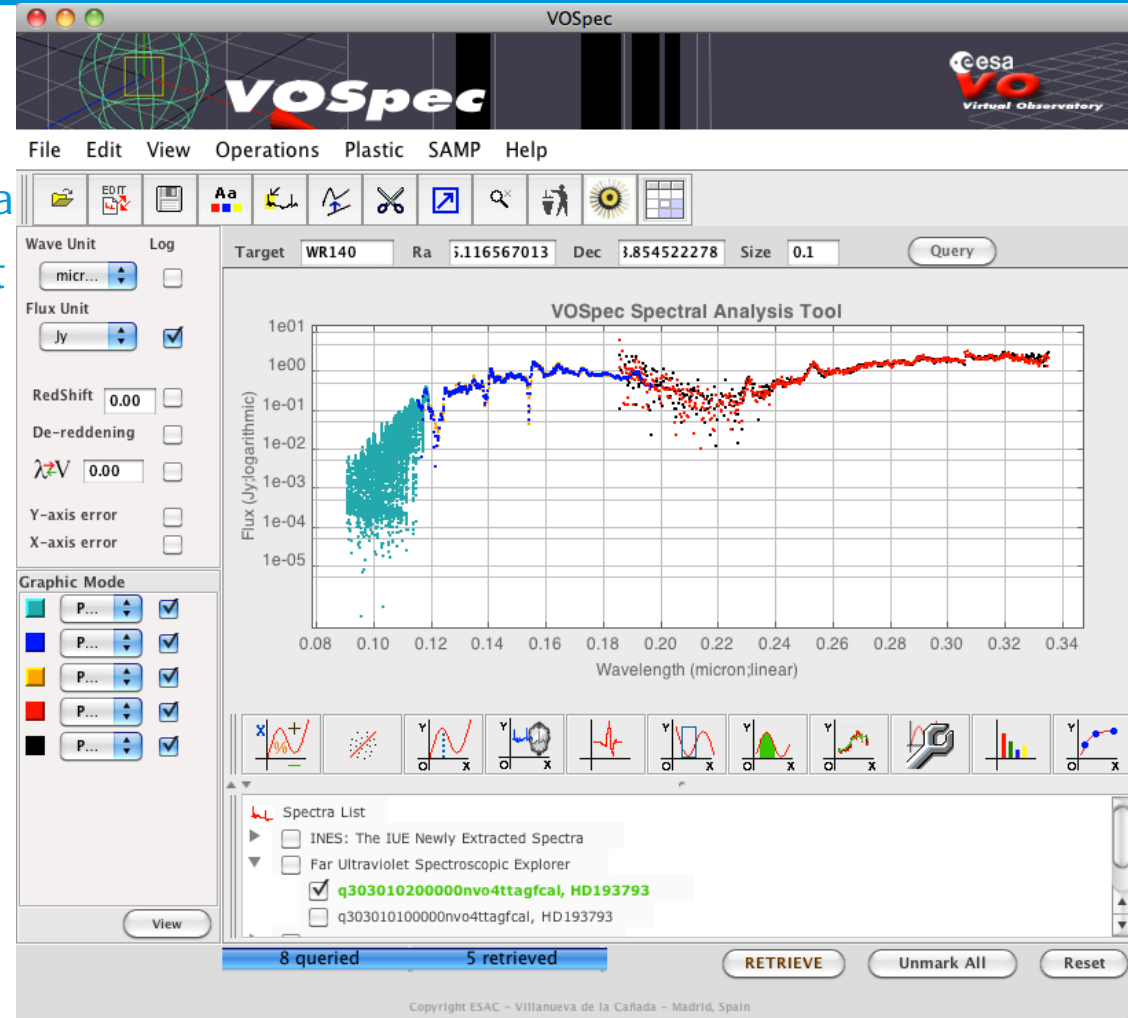 VOSpec
VOSpec
esa
VO
Virtual Observatory
File Edit View Operations Plastic SAMP Help
EDIT
Aa
a
t
Wave Unit Log
micr...
Flux Unit
Jy
RedShift 0.00
De-reddening
λ⇄V 0.00
Y-axis error
X-axis error
Graphic Mode
P...
P...
P...
P...
P...
View
Target WR140 Ra 5.116567013 Dec 3.854522278 Size 0.1 Query
VOSpec Spectral Analysis Tool
Flux (Jy;logarithmic)
1e01
1e00
1e-01
1e-02
1e-03
1e-04
1e-05
0.08 0.10 0.12 0.14 0.16 0.18 0.20 0.22 0.24 0.26 0.28 0.30 0.32 0.34
Wavelength (micron;linear)
Spectra List
INES: The IUE Newly Extracted Spectra
Far Ultraviolet Spectroscopic Explorer
q303010200000nvo4ttagfcal, HD193793
q303010100000nvo4ttagfcal, HD193793
8 queried 5 retrieved
RETRIEVE Unmark All Reset
Copyright ESAC – Villanueva de la Cañada – Madrid, Spain